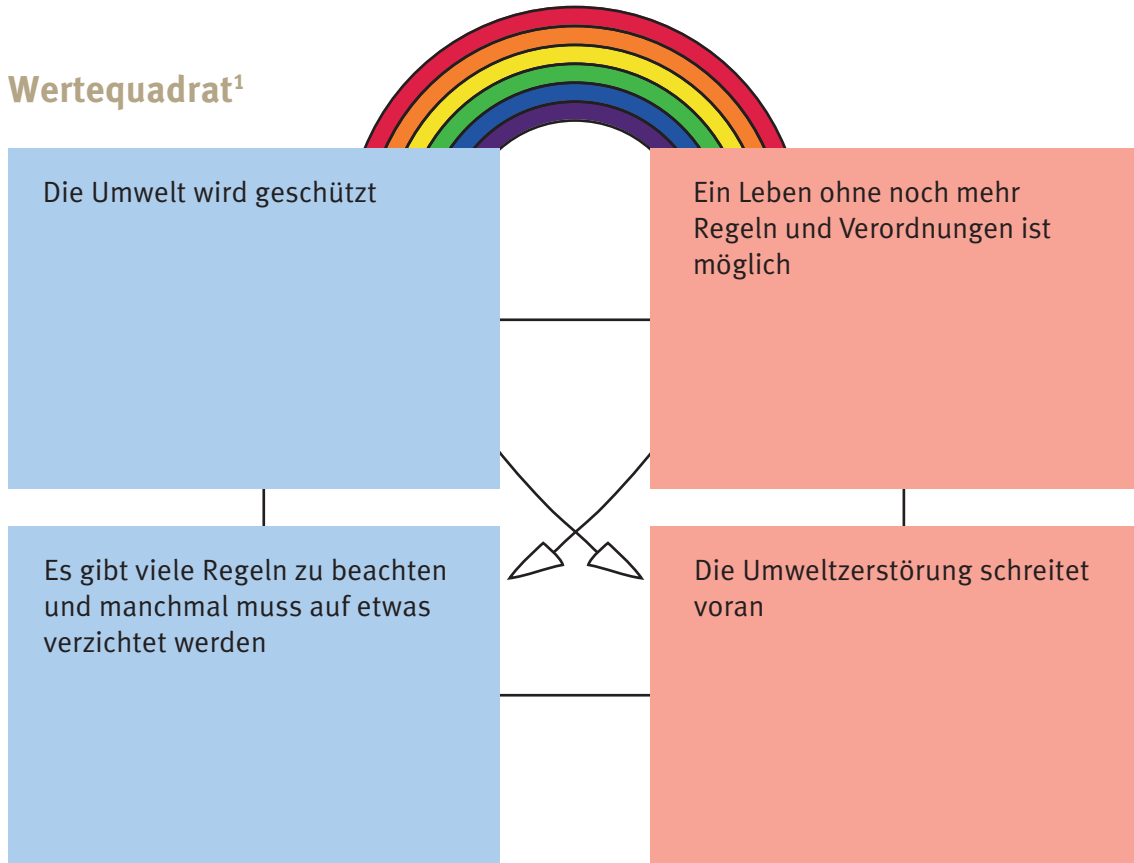 Wertequadrat¹
Die Umwelt wird geschützt
Ein Leben ohne noch mehr
Regeln und Verordnungen ist
möglich
Es gibt viele Regeln zu beachten
und manchmal muss auf etwas
verzichtet werden
Die Umweltzerstörung schreitet
voran